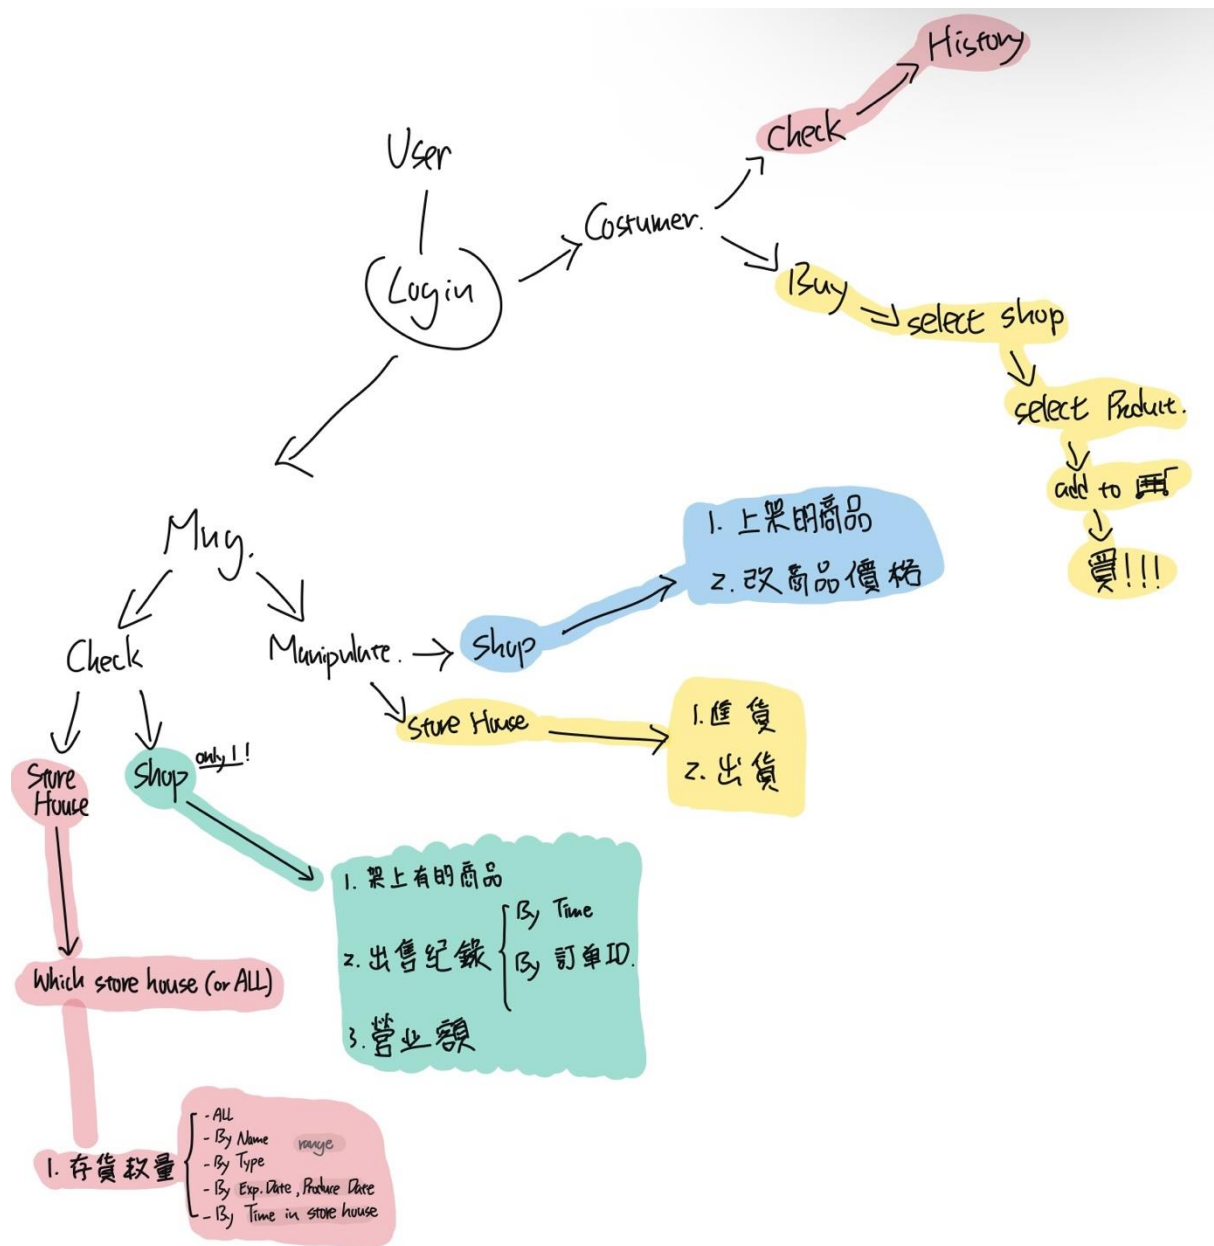 User
Login
Costumer.
Check
History
Buy
select shop
select Product.
add to
買!!!
Mng.
Check
Manipulate.
Shop
1. 上架的商品
2. 改商品價格
Store House
1. 進貨
2. 出貨
Store
House
Shop only 1!
1. 架上有的商品
2. 出售纪錄
By Time
By 訂單ID.
3. 營业額
Which store house (or ALL)
1. 存貨数量
- ALL
- By Name range
- By Type
- By Exp. Date, Produce Date
- By Time in store house